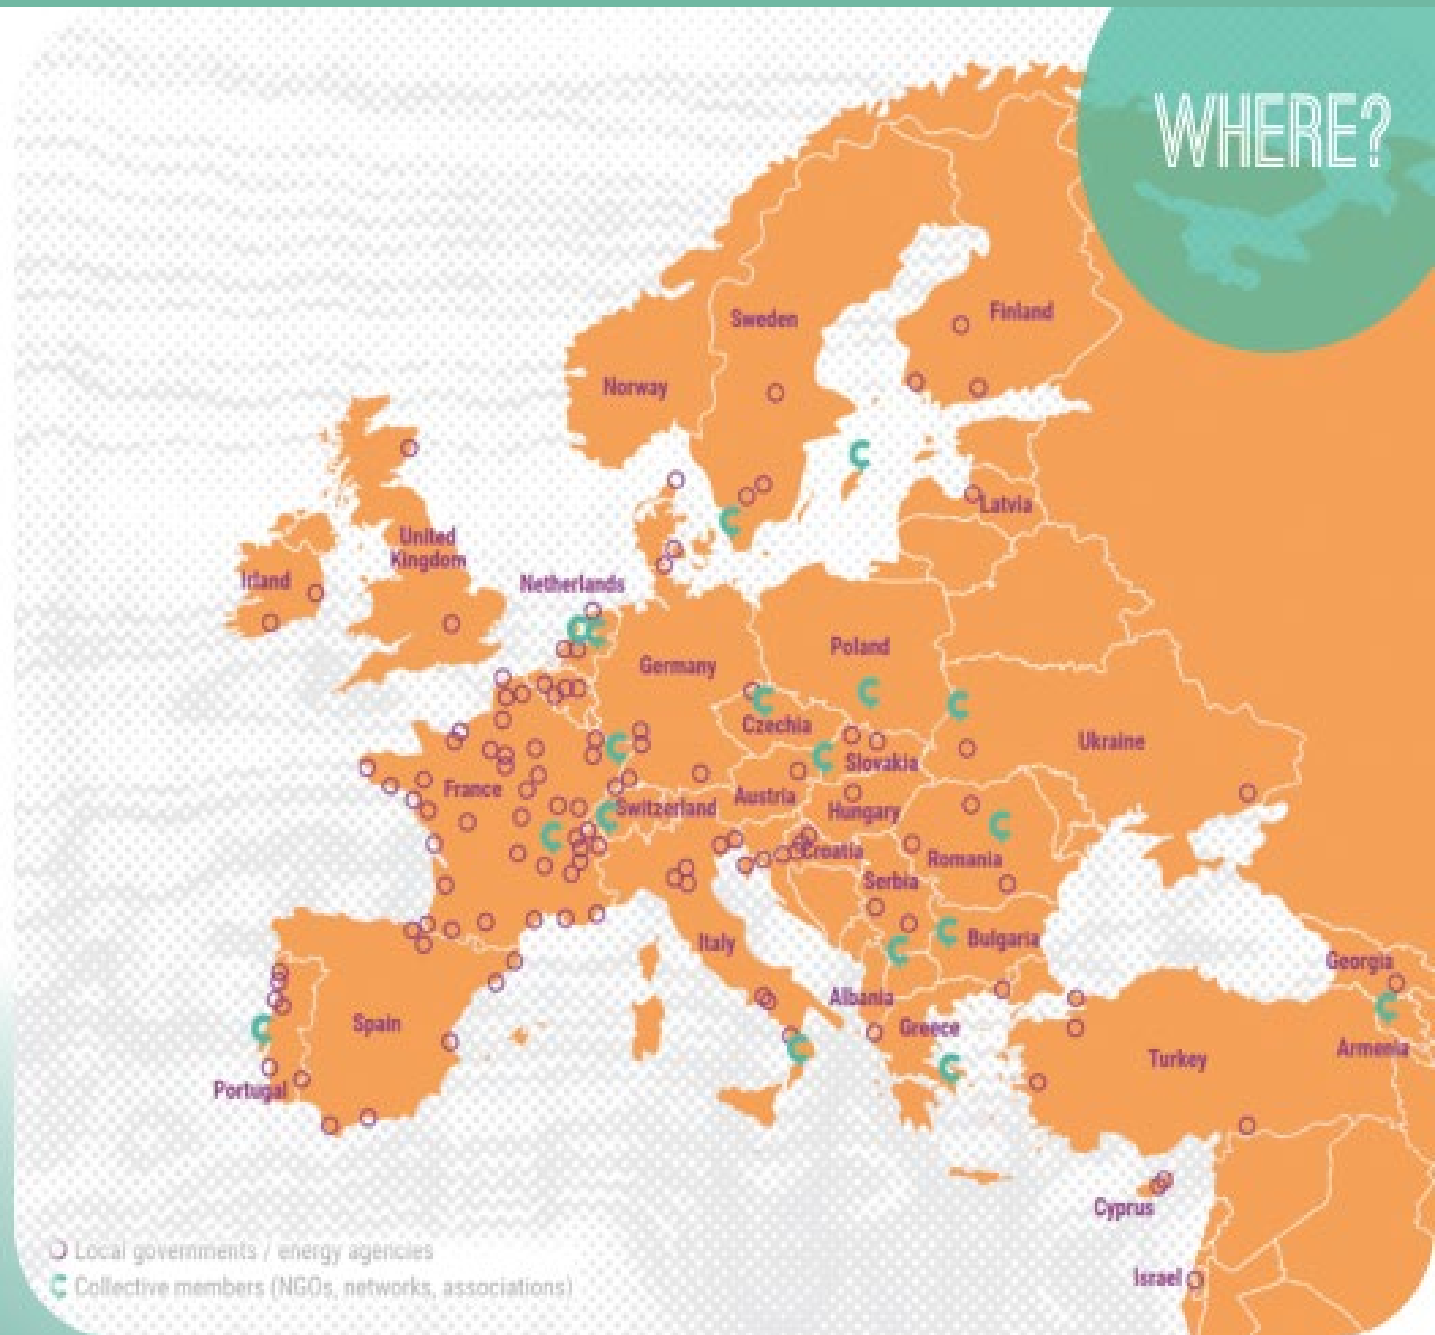 WHERE?
Sweden
Finland
Norway
Latvia
United
Kingdom
Irland
Netherlands
Germany
Poland
Czechia
Ukraine
Slovakia
France
Switzerland
Austria
Hungary
Croatia
Romania
Serbia
Italy
Bulgaria
Georgia
Albania
Greece
Spain
Armenia
Turkey
Portugal
Cyprus
Israel
Local governments / energy agencies
Collective members (NGOs, networks, associations)